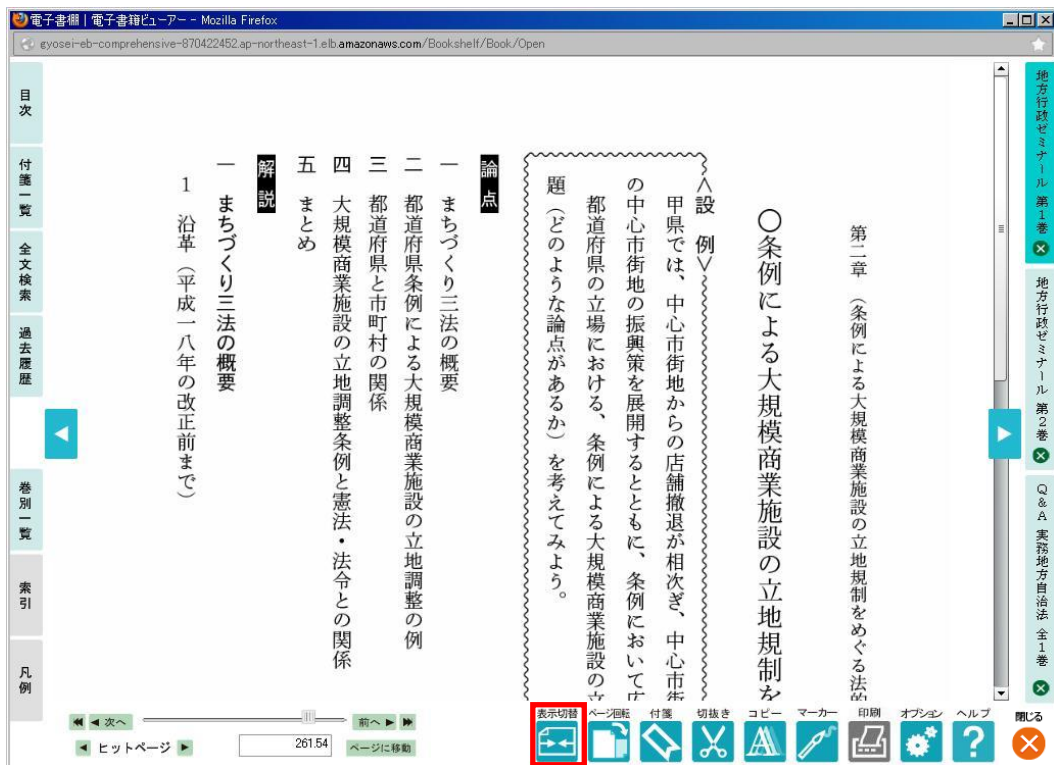 電子書棚 | 電子書籍ビューアー - Mozilla Firefox
gyosei-eb-comprehensive-870422452.ap-northeast-1.elb.amazonaws.com/Bookshelf/Book/Open
目次
付箋一覧
全文検索
過去履歴
巻別一覧
索引
凡例
第二章 (条例による大規模商業施設の立地規制をめぐる法的
〇条例による大規模商業施設の立地規制を
〈設 例〉
甲県では、中心市街地からの店舗撤退が相次ぎ、中心市街
の中心市街地の振興策を展開するとともに、条例において広
都道府県の立場における、条例による大規模商業施設の立
題(どのような論点があるか)を考えてみよう。
論点
一 まちづくり三法の概要
二 都道府県条例による大規模商業施設の立地調整の例
三 都道府県と市町村の関係
四 大規模商業施設の立地調整条例と憲法・法令との関係
五 まとめ
解説
一 まちづくり三法の概要
1 沿革(平成一八年の改正前まで)
地方行政ゼミナール 第1巻
地方行政ゼミナール 第2巻
Q&A 実務地方自治法 全1巻
次へ
前へ
ヒットページ
261.54
ページに移動
表示切替
ページ回転
付箋
切抜き
コピー
マーカー
印刷
オプション
ヘルプ
閉じる